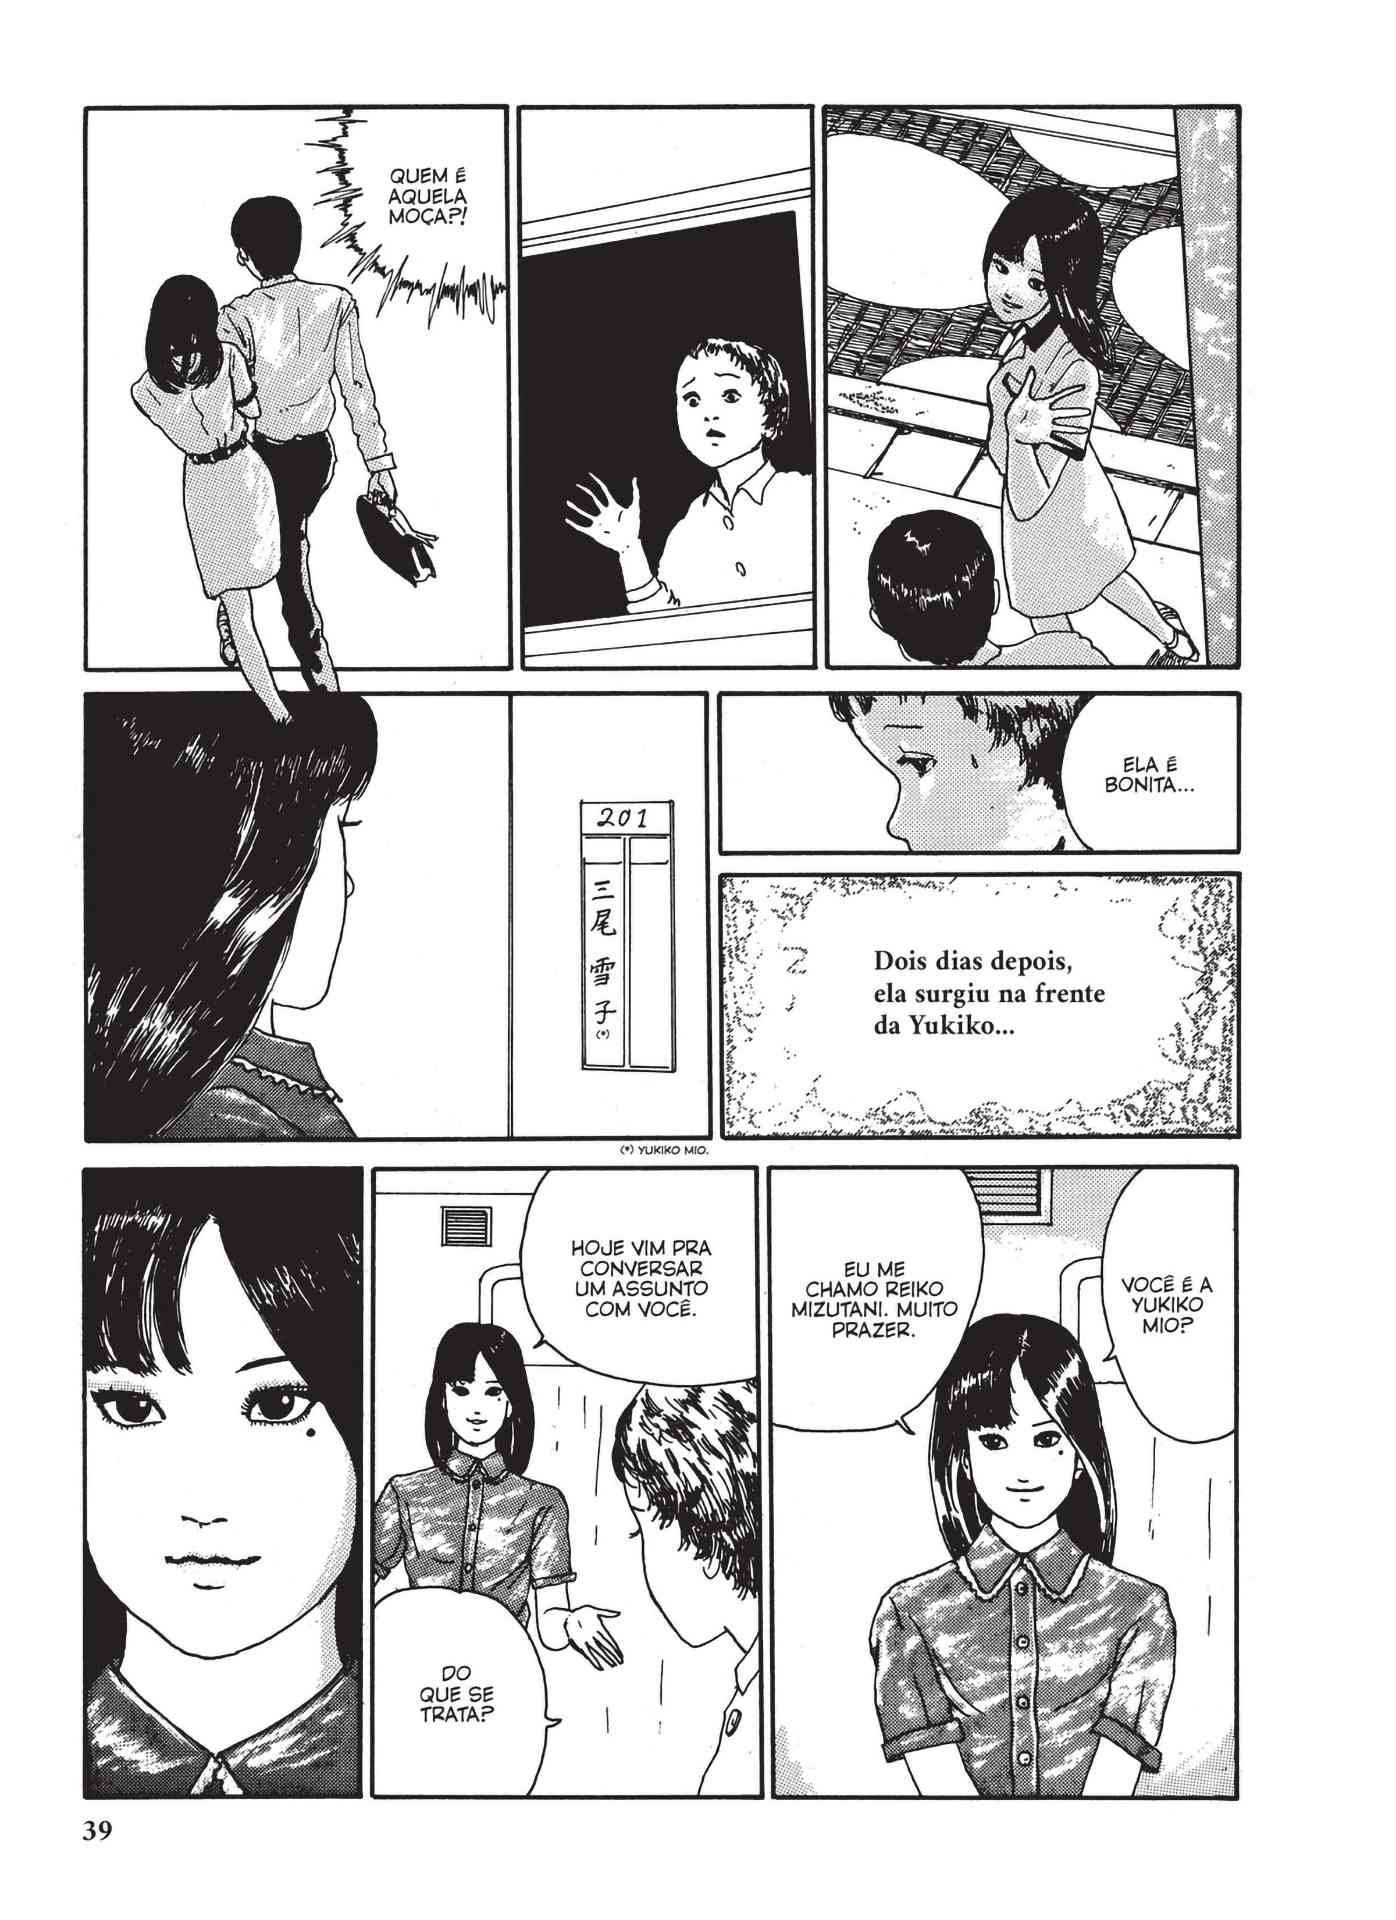 QUEM É
AQUELA
MOÇA?!
ELA É
BONITA...
201
三
尾
雪
子
(*)
Dois dias depois,
ela surgiu na frente
da Yukiko...
(*) YUKIKO MIO.
VOCÊ É A
YUKIKO
MIO?
EU ME
CHAMO REIKO
MIZUTANI. MUITO
PRAZER.
HOJE VIM PRA
CONVERSAR
UM ASSUNTO
COM VOCÊ.
DO
QUE SE
TRATA?
39